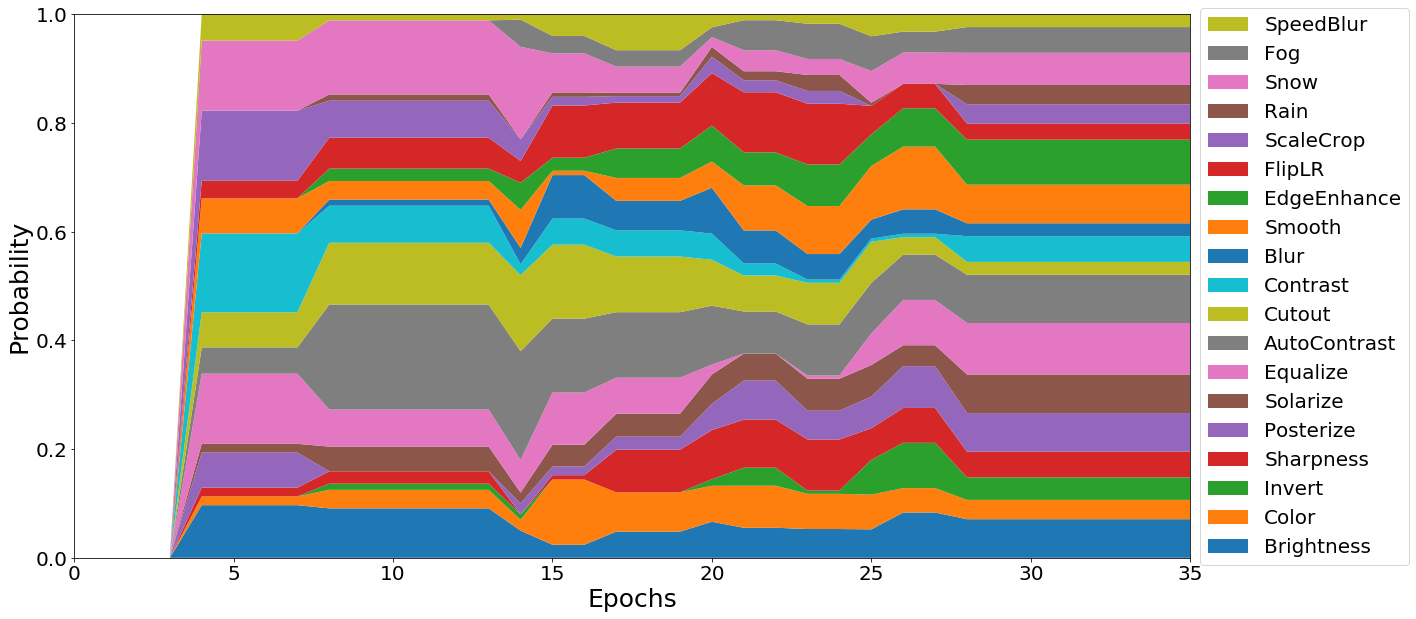 1.0
0.8
0.6
0.4
0.2
0.0
Probability
0 5 10 15 20 25 30 35
Epochs
SpeedBlur
Fog
Snow
Rain
ScaleCrop
FlipLR
EdgeEnhance
Smooth
Blur
Contrast
Cutout
AutoContrast
Equalize
Solarize
Posterize
Sharpness
Invert
Color
Brightness